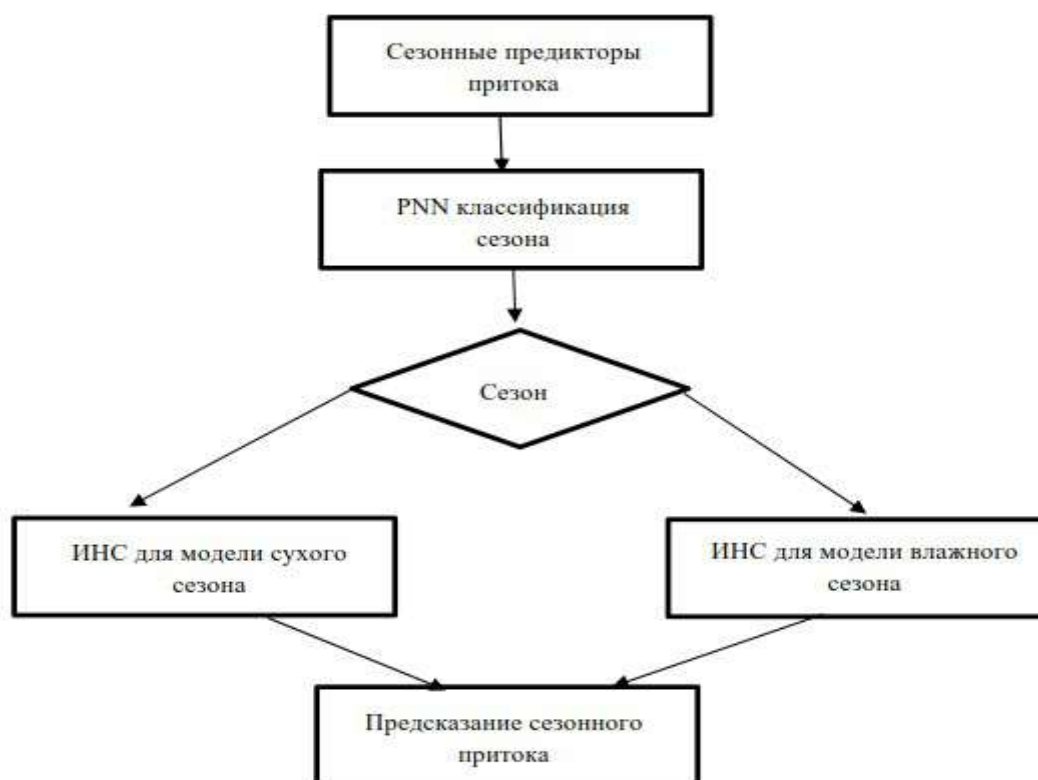 Сезонные предикторы
притока
PNN классификация
сезона
Сезон
ИНС для модели сухого
сезона
ИНС для модели влажного
сезона
Предсказание сезонного
притока